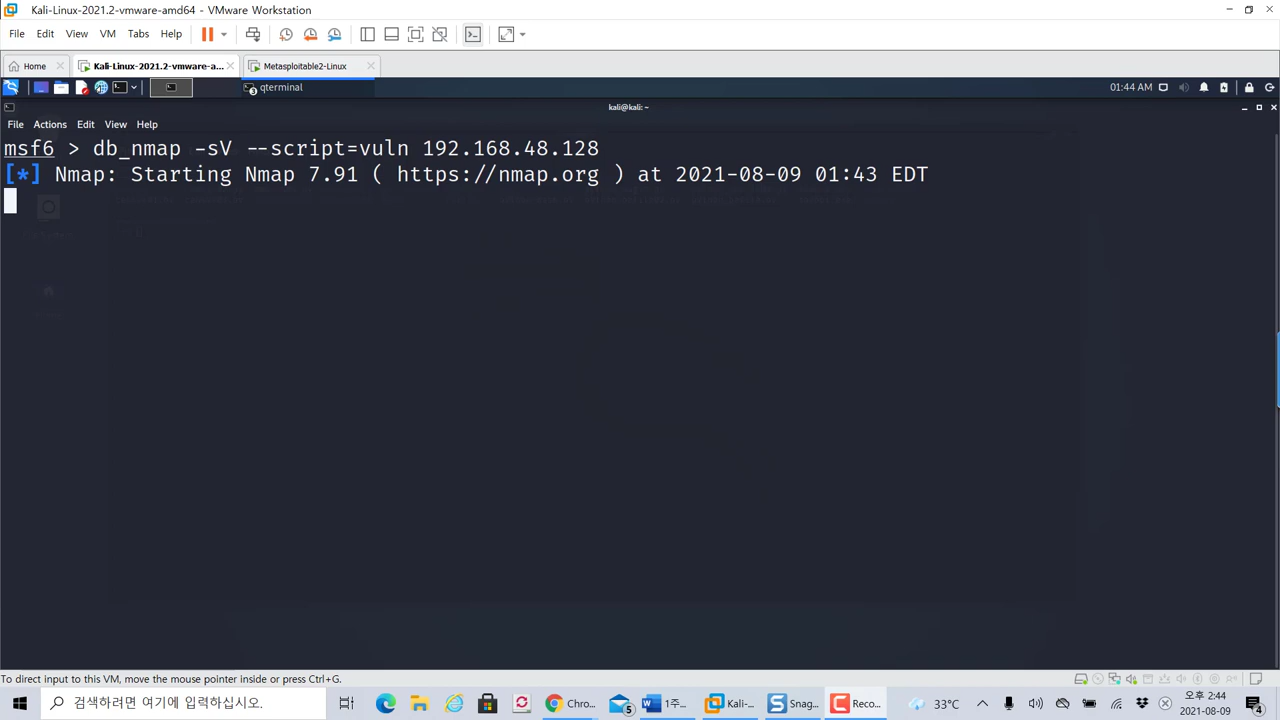 Kali-Linux-2021.2-vmware-amd64 - VMware Workstation
File Edit View VM Tabs Help
Home Kali-Linux-2021.2-vmware-a... Metasploitable2-Linux
qterminal 01:44 AM
kali@kali: ~
File Actions Edit View Help
msf6 > db_nmap -sV --script=vuln 192.168.48.128
[*] Nmap: Starting Nmap 7.91 ( https://nmap.org ) at 2021-08-09 01:43 EDT
To direct input to this VM, move the mouse pointer inside or press Ctrl+G.
검색하려면 여기에 입력하십시오. Chro... 5 1주... Kali-... Snag... Reco... 33°C 오후 2:44
2021-08-09 4